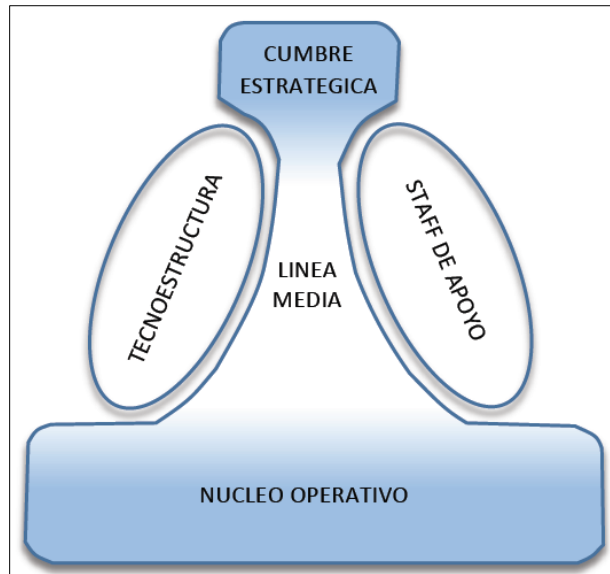 CUMBRE
ESTRATEGICA
TECNOESTRUCTURA
LINEA
MEDIA
STAFF DE APOYO
NUCLEO OPERATIVO